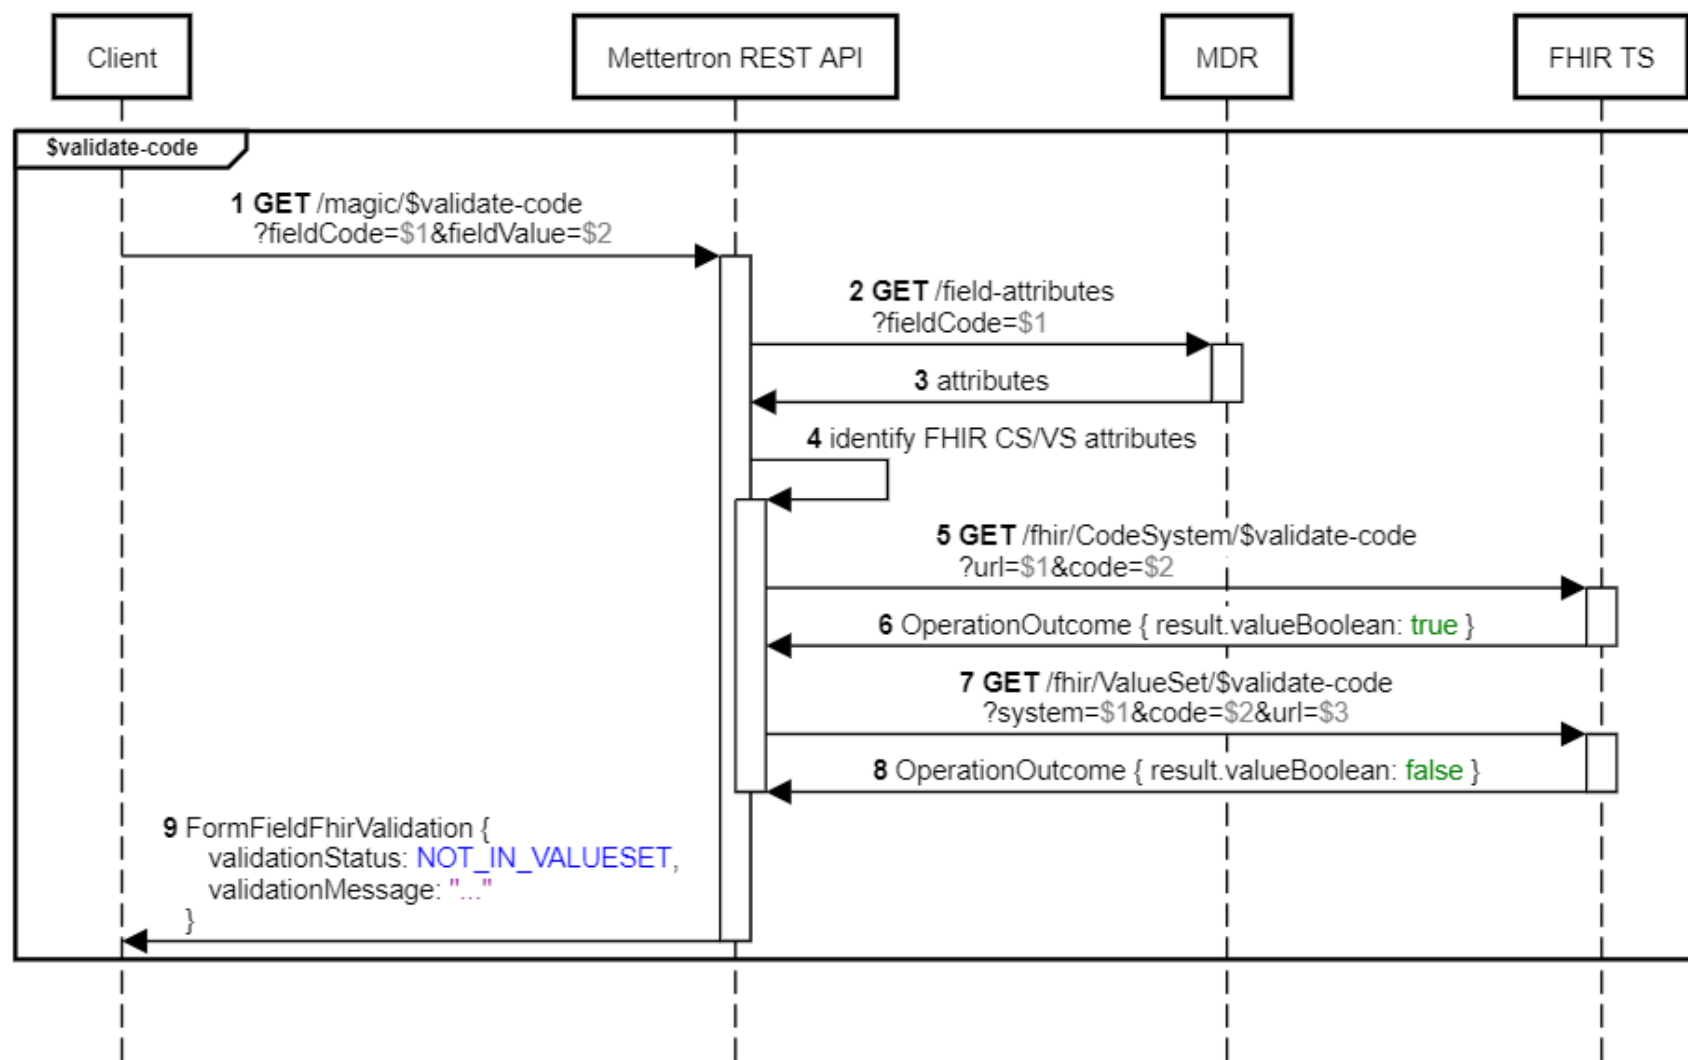 Client
Mettertron REST API
MDR
FHIR TS
$validate-code
1 GET /magic/$validate-code
?fieldCode=$1&fieldValue=$2
2 GET /field-attributes
?fieldCode=$1
3 attributes
4 identify FHIR CS/VS attributes
5 GET /fhir/CodeSystem/$validate-code
?url=$1&code=$2
6 OperationOutcome { result.valueBoolean: true }
7 GET /fhir/ValueSet/$validate-code
?system=$1&code=$2&url=$3
8 OperationOutcome { result.valueBoolean: false }
9 FormFieldFhirValidation {
validationStatus: NOT_IN_VALUESET,
validationMessage: "..."
}